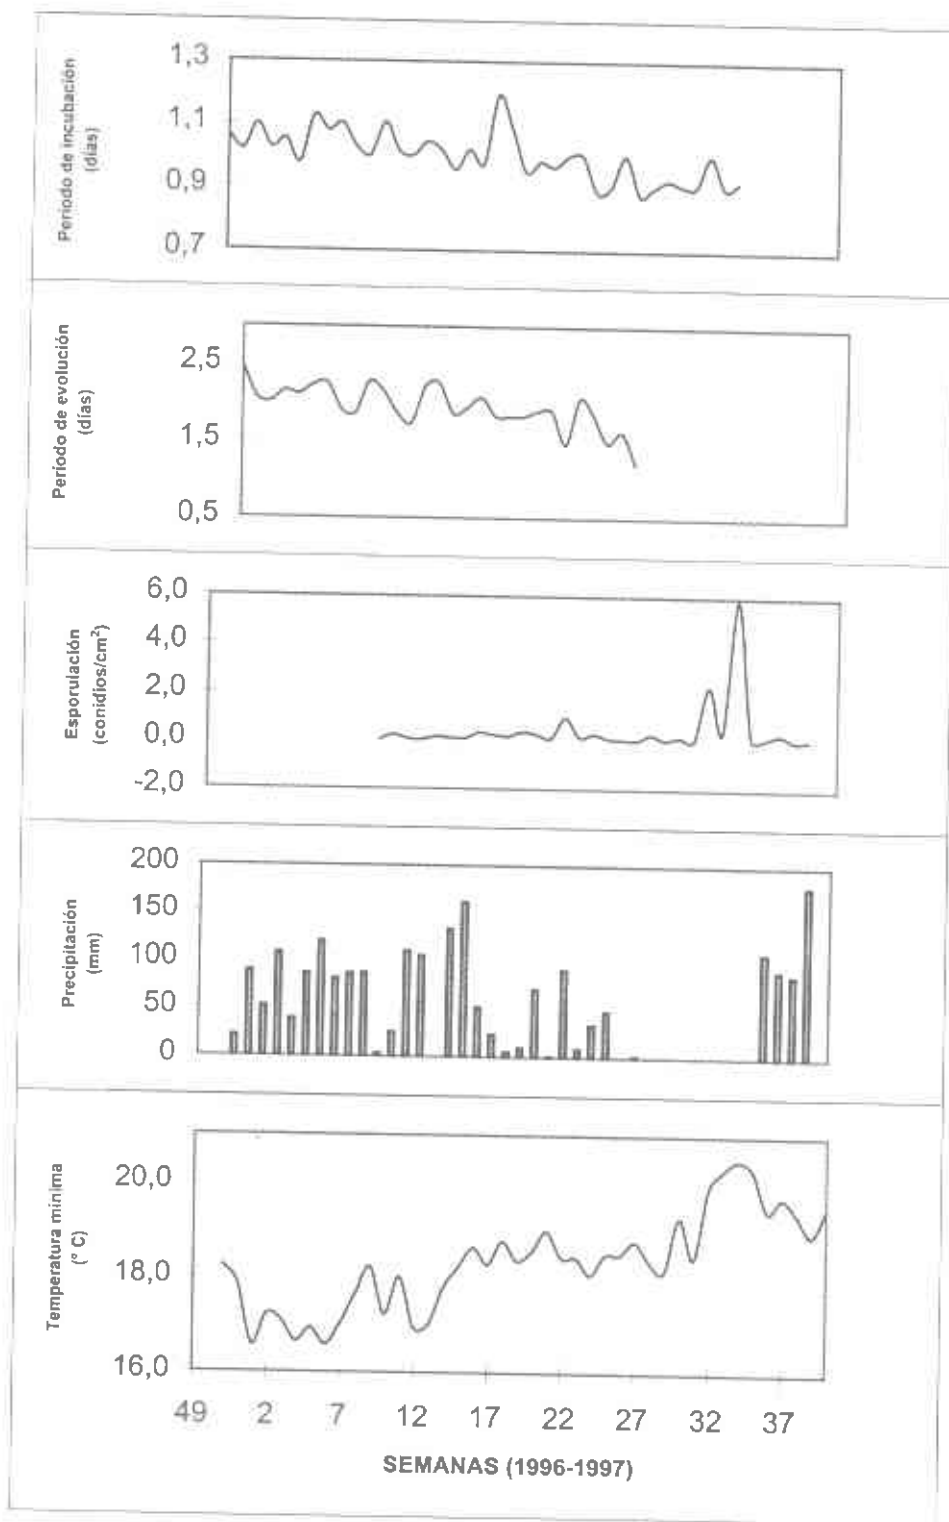 Período de incubación
(días)
1,3
1,1
0,9
0,7
Período de evolución
(días)
2,5
1,5
0,5
Esporulación
(conidios/cm²)
6,0
4,0
2,0
0,0
-2,0
Precipitación
(mm)
200
150
100
50
0
Temperatura mínima
(° C)
20,0
18,0
16,0
49 2 7 12 17 22 27 32 37
SEMANAS (1996-1997)